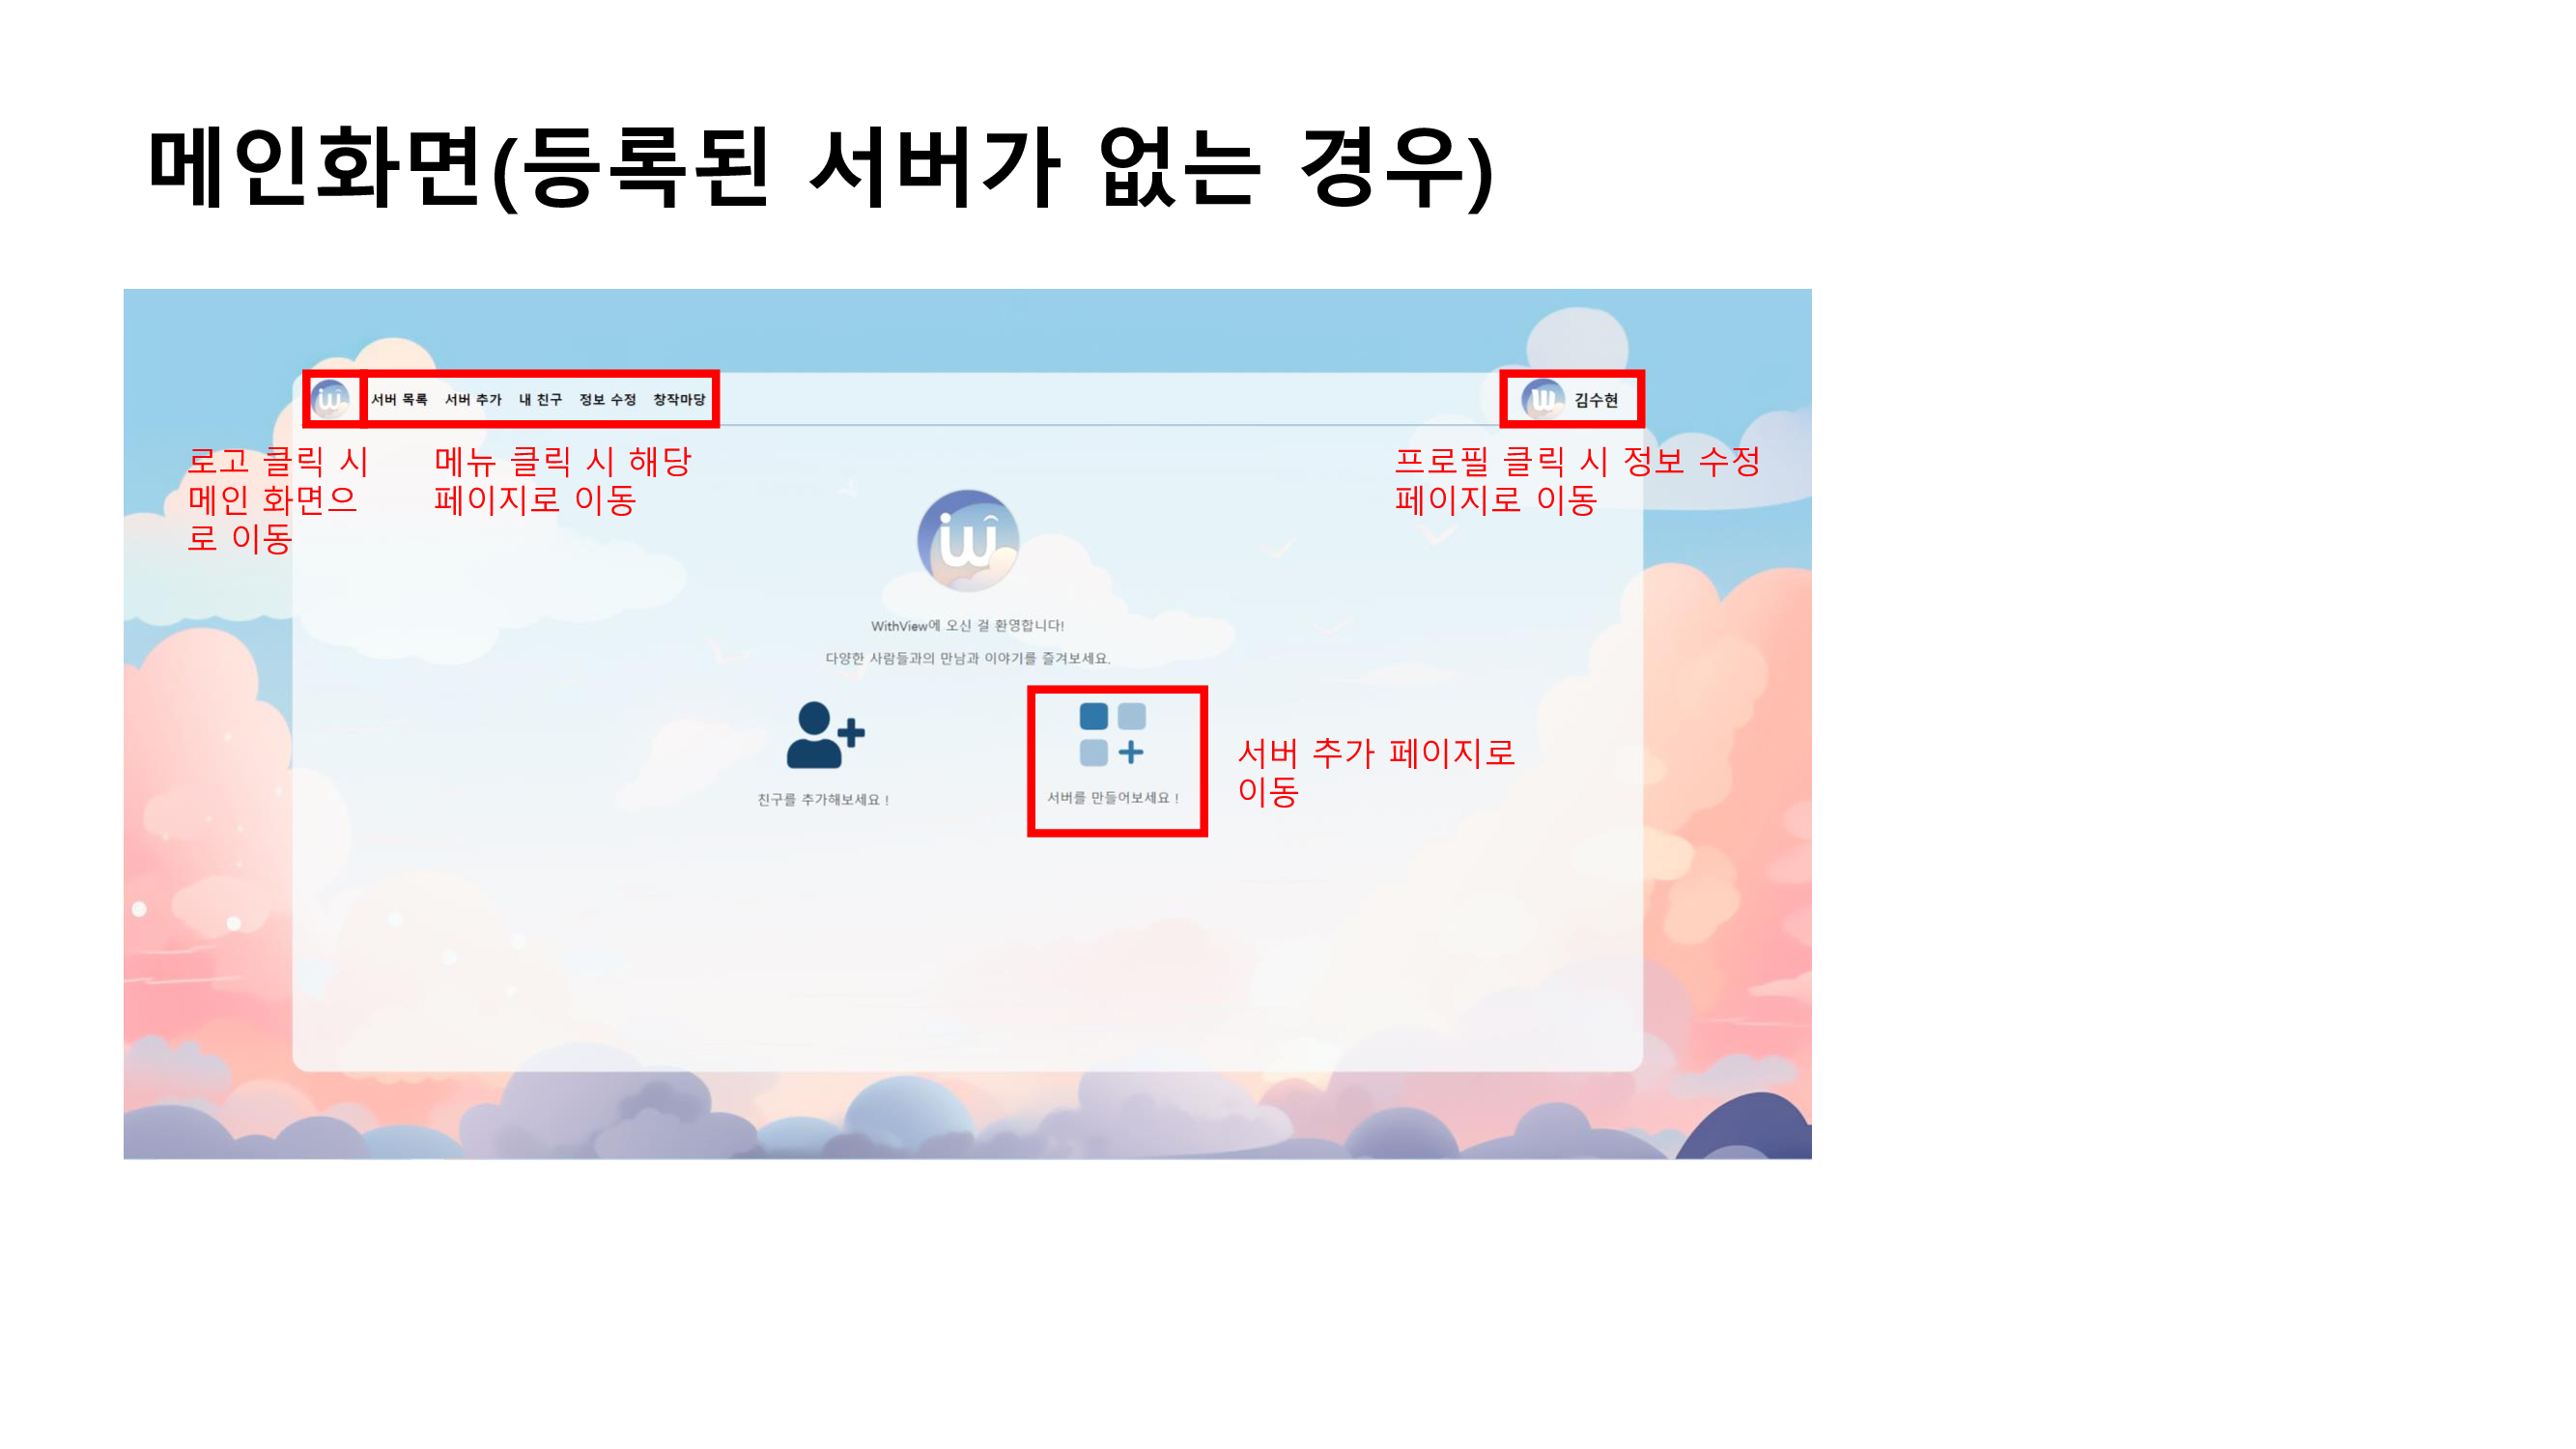 메인화면(등록된 서버가 없는 경우)
서버 목록 서버 추가 내 친구 정보 수정 창작마당
김수현
로고 클릭 시
메인 화면으
로 이동
메뉴 클릭 시 해당
페이지로 이동
프로필 클릭 시 정보 수정
페이지로 이동
WithView에 오신 걸 환영합니다!
다양한 사람들과의 만남과 이야기를 즐겨보세요.
친구를 추가해보세요 !
서버를 만들어보세요 !
서버 추가 페이지로
이동